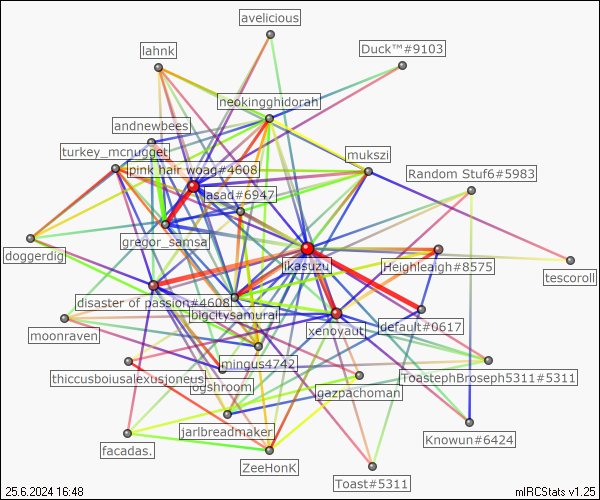 avelicious
Duck™#9103
lahnk
neokingghidorah
andnewbees
turkey_mcnugget
mukszi
pink hair woag#4608
Random Stuf6#5983
asad#6947
gregor_samsa
doggerdig
ikasuzu
Heighleaigh#8575
tescoroll
disaster of passion#4608
bigcitysamurai
moonraven
xenoyaut
default#0617
mingus4742
thiccusboiusalexusjoneus
ToastephBroseph5311#5311
ogshroom
gazpachoman
jarlbreadmaker
Knowun#6424
facadas.
ZeeHonK
Toast#5311
25.6.2024 16:48
mIRCStats v1.25